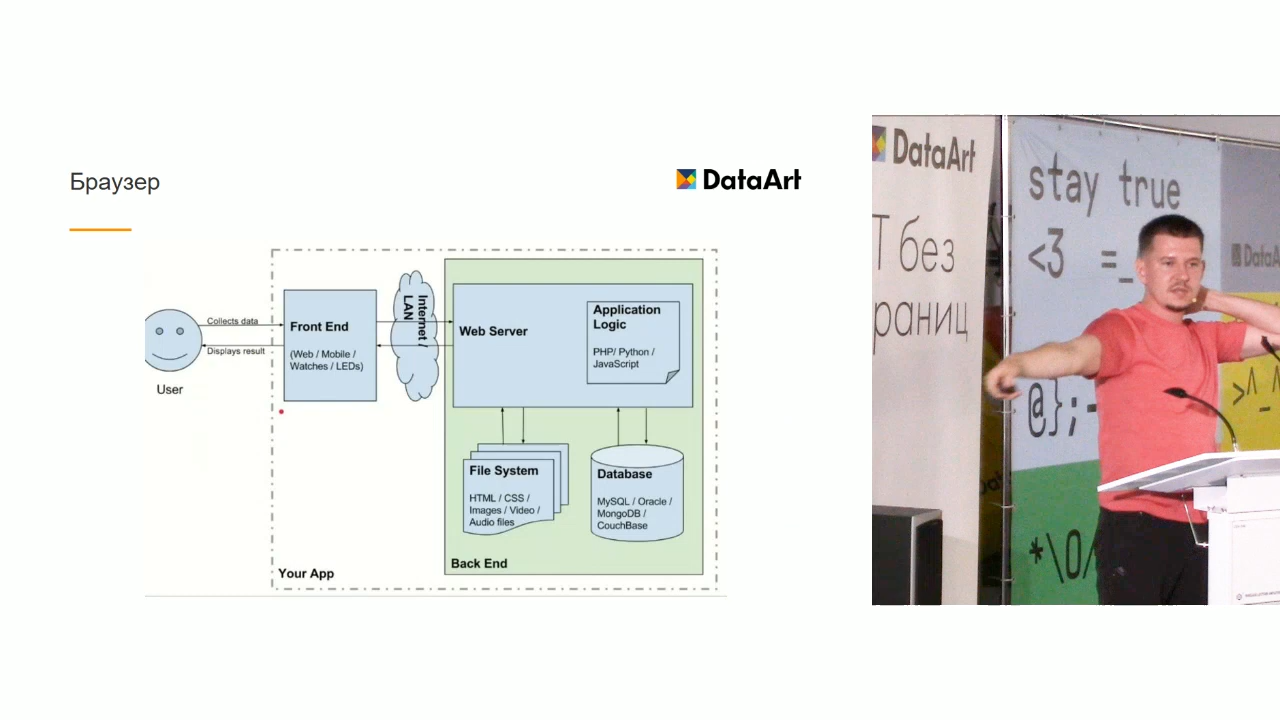 Браузер
DataArt
Collects data
Displays result
User
Front End
(Web / Mobile /
Watches / LEDs)
Internet /
LAN
Web Server
Application
Logic
PHP/ Python /
JavaScript
File System
HTML / CSS /
Images / Video /
Audio files
Database
MySQL / Oracle /
MongoDB /
CouchBase
Back End
Your App
DataArt
T без
раниц
stay true
<3 =_
DataA
@};-
>^_^
*\O/